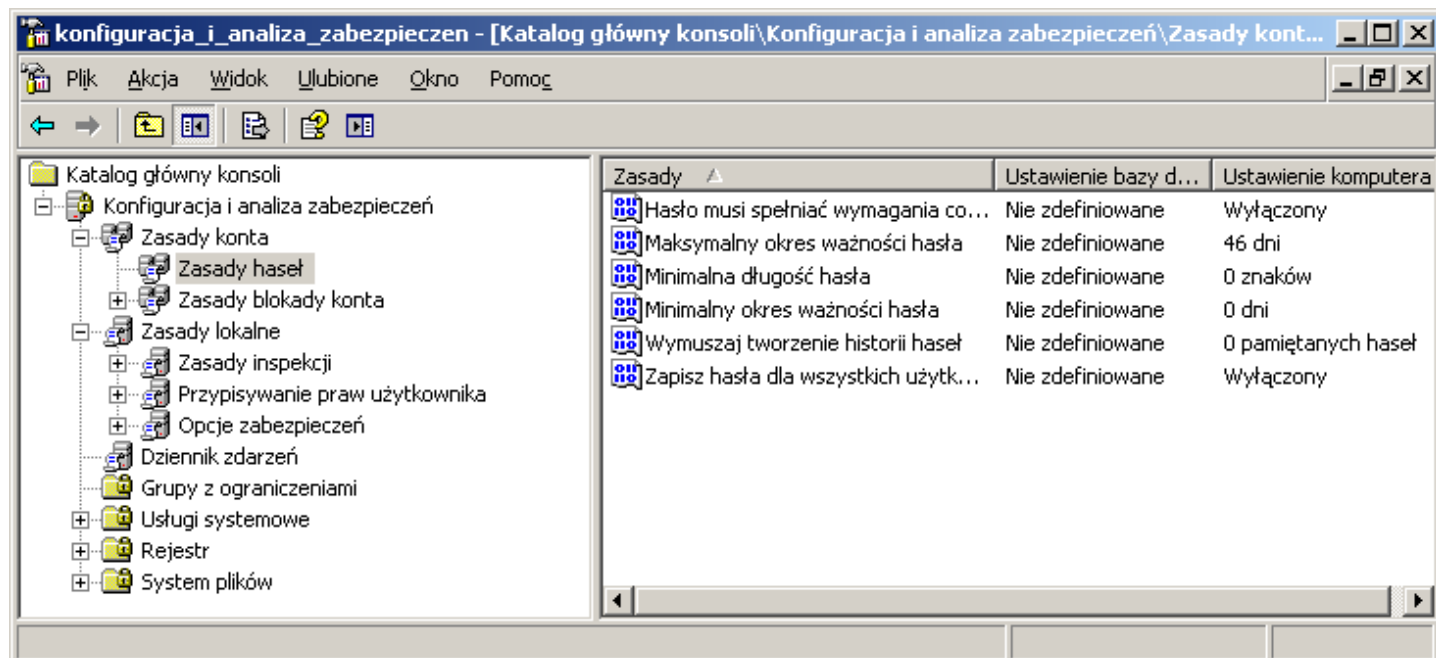 konfiguracja_i_analiza_zabezpieczen - [Katalog główny konsoli\Konfiguracja i analiza zabezpieczeń\Zasady kont...
Plik Akcja Widok Ulubione Okno Pomoc
Katalog główny konsoli
Konfiguracja i analiza zabezpieczeń
Zasady konta
Zasady haseł
Zasady blokady konta
Zasady lokalne
Zasady inspekcji
Przypisywanie praw użytkownika
Opcje zabezpieczeń
Dziennik zdarzeń
Grupy z ograniczeniami
Usługi systemowe
Rejestr
System plików
Zasady Ustawienie bazy d... Ustawienie komputera
Hasło musi spełniać wymagania co... Nie zdefiniowane Wyłączony
Maksymalny okres ważności hasła Nie zdefiniowane 46 dni
Minimalna długość hasła Nie zdefiniowane 0 znaków
Minimalny okres ważności hasła Nie zdefiniowane 0 dni
Wymuszaj tworzenie historii haseł Nie zdefiniowane 0 pamiętanych haseł
Zapisz hasła dla wszystkich użytk... Nie zdefiniowane Wyłączony